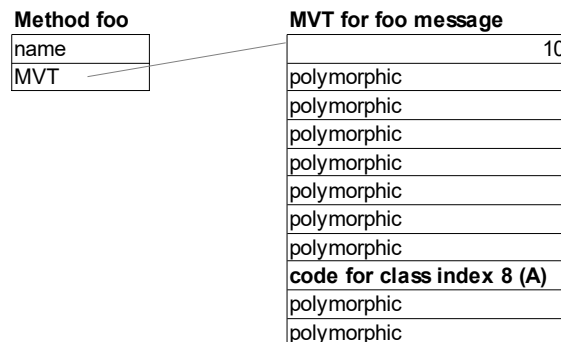 Method foo
MVT for foo message
name
10
MVT
polymorphic
polymorphic
polymorphic
polymorphic
polymorphic
polymorphic
polymorphic
code for class index 8 (A)
polymorphic
polymorphic